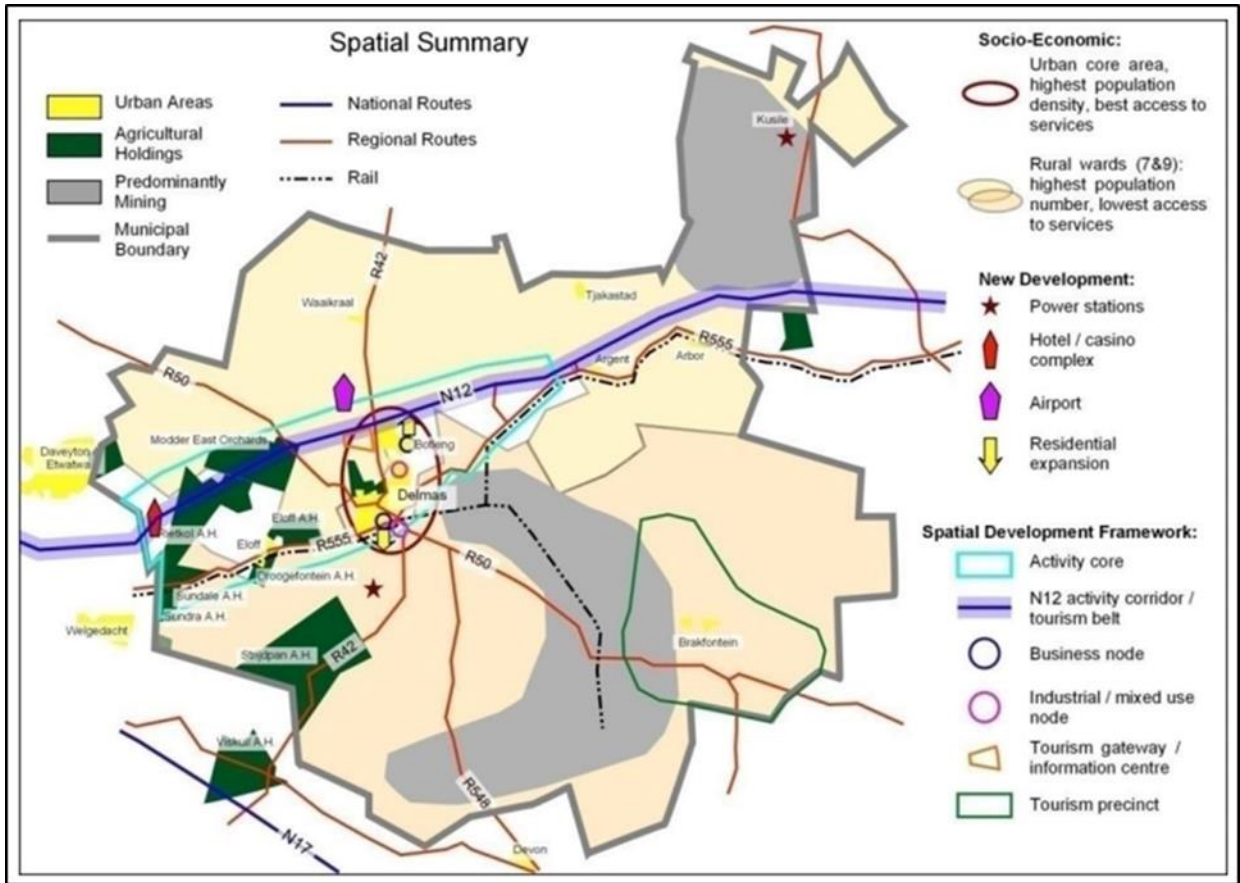 Spatial Summary
Urban Areas
Agricultural
Holdings
Predominantly
Mining
Municipal
Boundary
National Routes
Regional Routes
Rail
Socio-Economic:
Urban core area,
highest population
density, best access to
services
Rural wards (7&9):
highest population
number, lowest access
to services
New Development:
Power stations
Hotel / casino
complex
Airport
Residential
expansion
Spatial Development Framework:
Activity core
N12 activity corridor /
tourism belt
Business node
Industrial / mixed use
node
Tourism gateway /
information centre
Tourism precinct
Kusile
R42
Waaikraal
Tjakastad
R555
Argent
Arbor
R50
N12
Modder East Orchards
Botleng
Daveyton
Etwatwa
Delmas
Rietkol A.H.
Eloff A.H.
Eloff
R555
R50
Droogefontein A.H.
Sundale A.H.
Sundra A.H.
Welgedacht
Brakfontein
Strydpan A.H.
R42
Viskuil A.H.
R548
N17
Devon